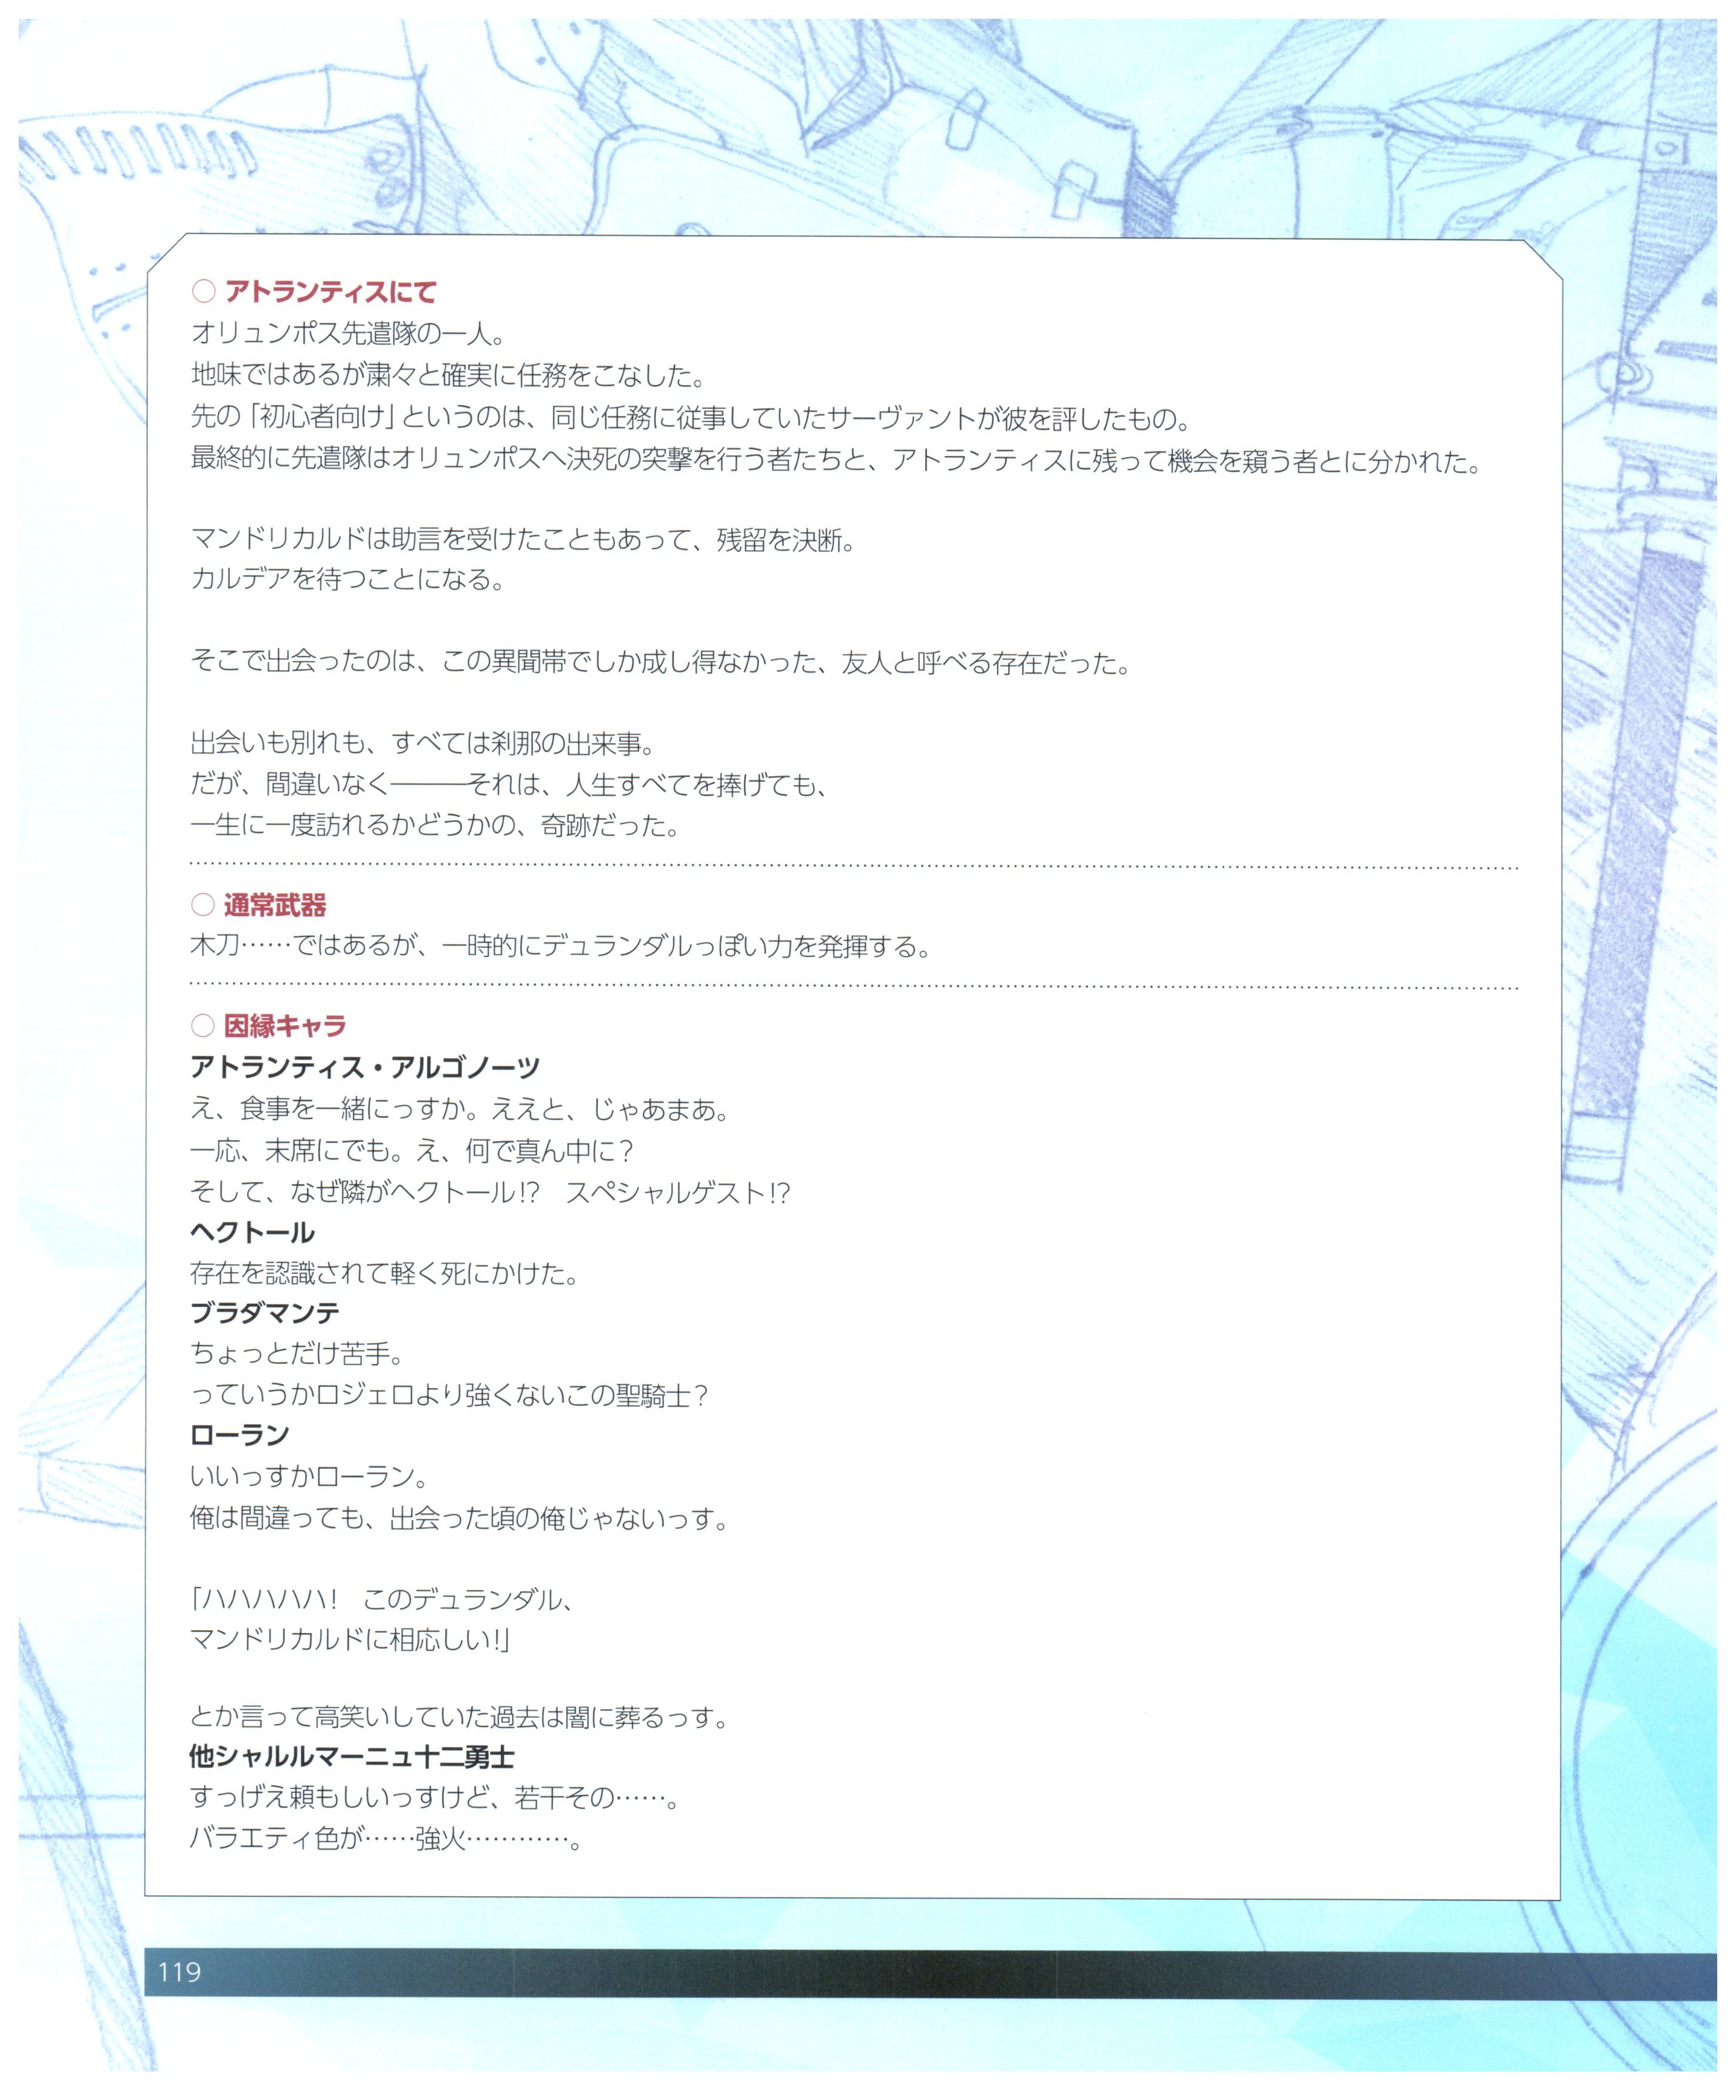 ○ アトランティスにて
オリュンポス先遣隊の一人。
地味ではあるが粛々と確実に任務をこなした。
先の「初心者向け」というのは、同じ任務に従事していたサーヴァントが彼を評したもの。
最終的に先遣隊はオリュンポスへ決死の突撃を行う者たちと、アトランティスに残って機会を窺う者とに分かれた。
マンドリカルドは助言を受けたこともあって、残留を決断。
カルデアを待つことになる。
そこで出会ったのは、この異聞帯でしか成し得なかった、友人と呼べる存在だった。
出会いも別れも、すべては刹那の出来事。
だが、間違いなく―――それは、人生すべてを捧げても、
一生に一度訪れるかどうかの、奇跡だった。
○ 通常武器
木刀……ではあるが、一時的にデュランダルっぽい力を発揮する。
○ 因縁キャラ
アトランティス・アルゴノーツ
え、食事を一緒にっすか。ええと、じゃあまあ。
一応、末席にでも。え、何で真ん中に？
そして、なぜ隣がヘクトール!?　スペシャルゲスト!?
ヘクトール
存在を認識されて軽く死にかけた。
ブラダマンテ
ちょっとだけ苦手。
っていうかロジェロより強くないこの聖騎士？
ローラン
いいっすかローラン。
俺は間違っても、出会った頃の俺じゃないっす。
「ハハハハハ!　このデュランダル、
マンドリカルドに相応しい!」
とか言って高笑いしていた過去は闇に葬るっす。
他シャルルマーニュ十二勇士
すっげえ頼もしいっすけど、若干その……。
バラエティ色が……強火…………。
119